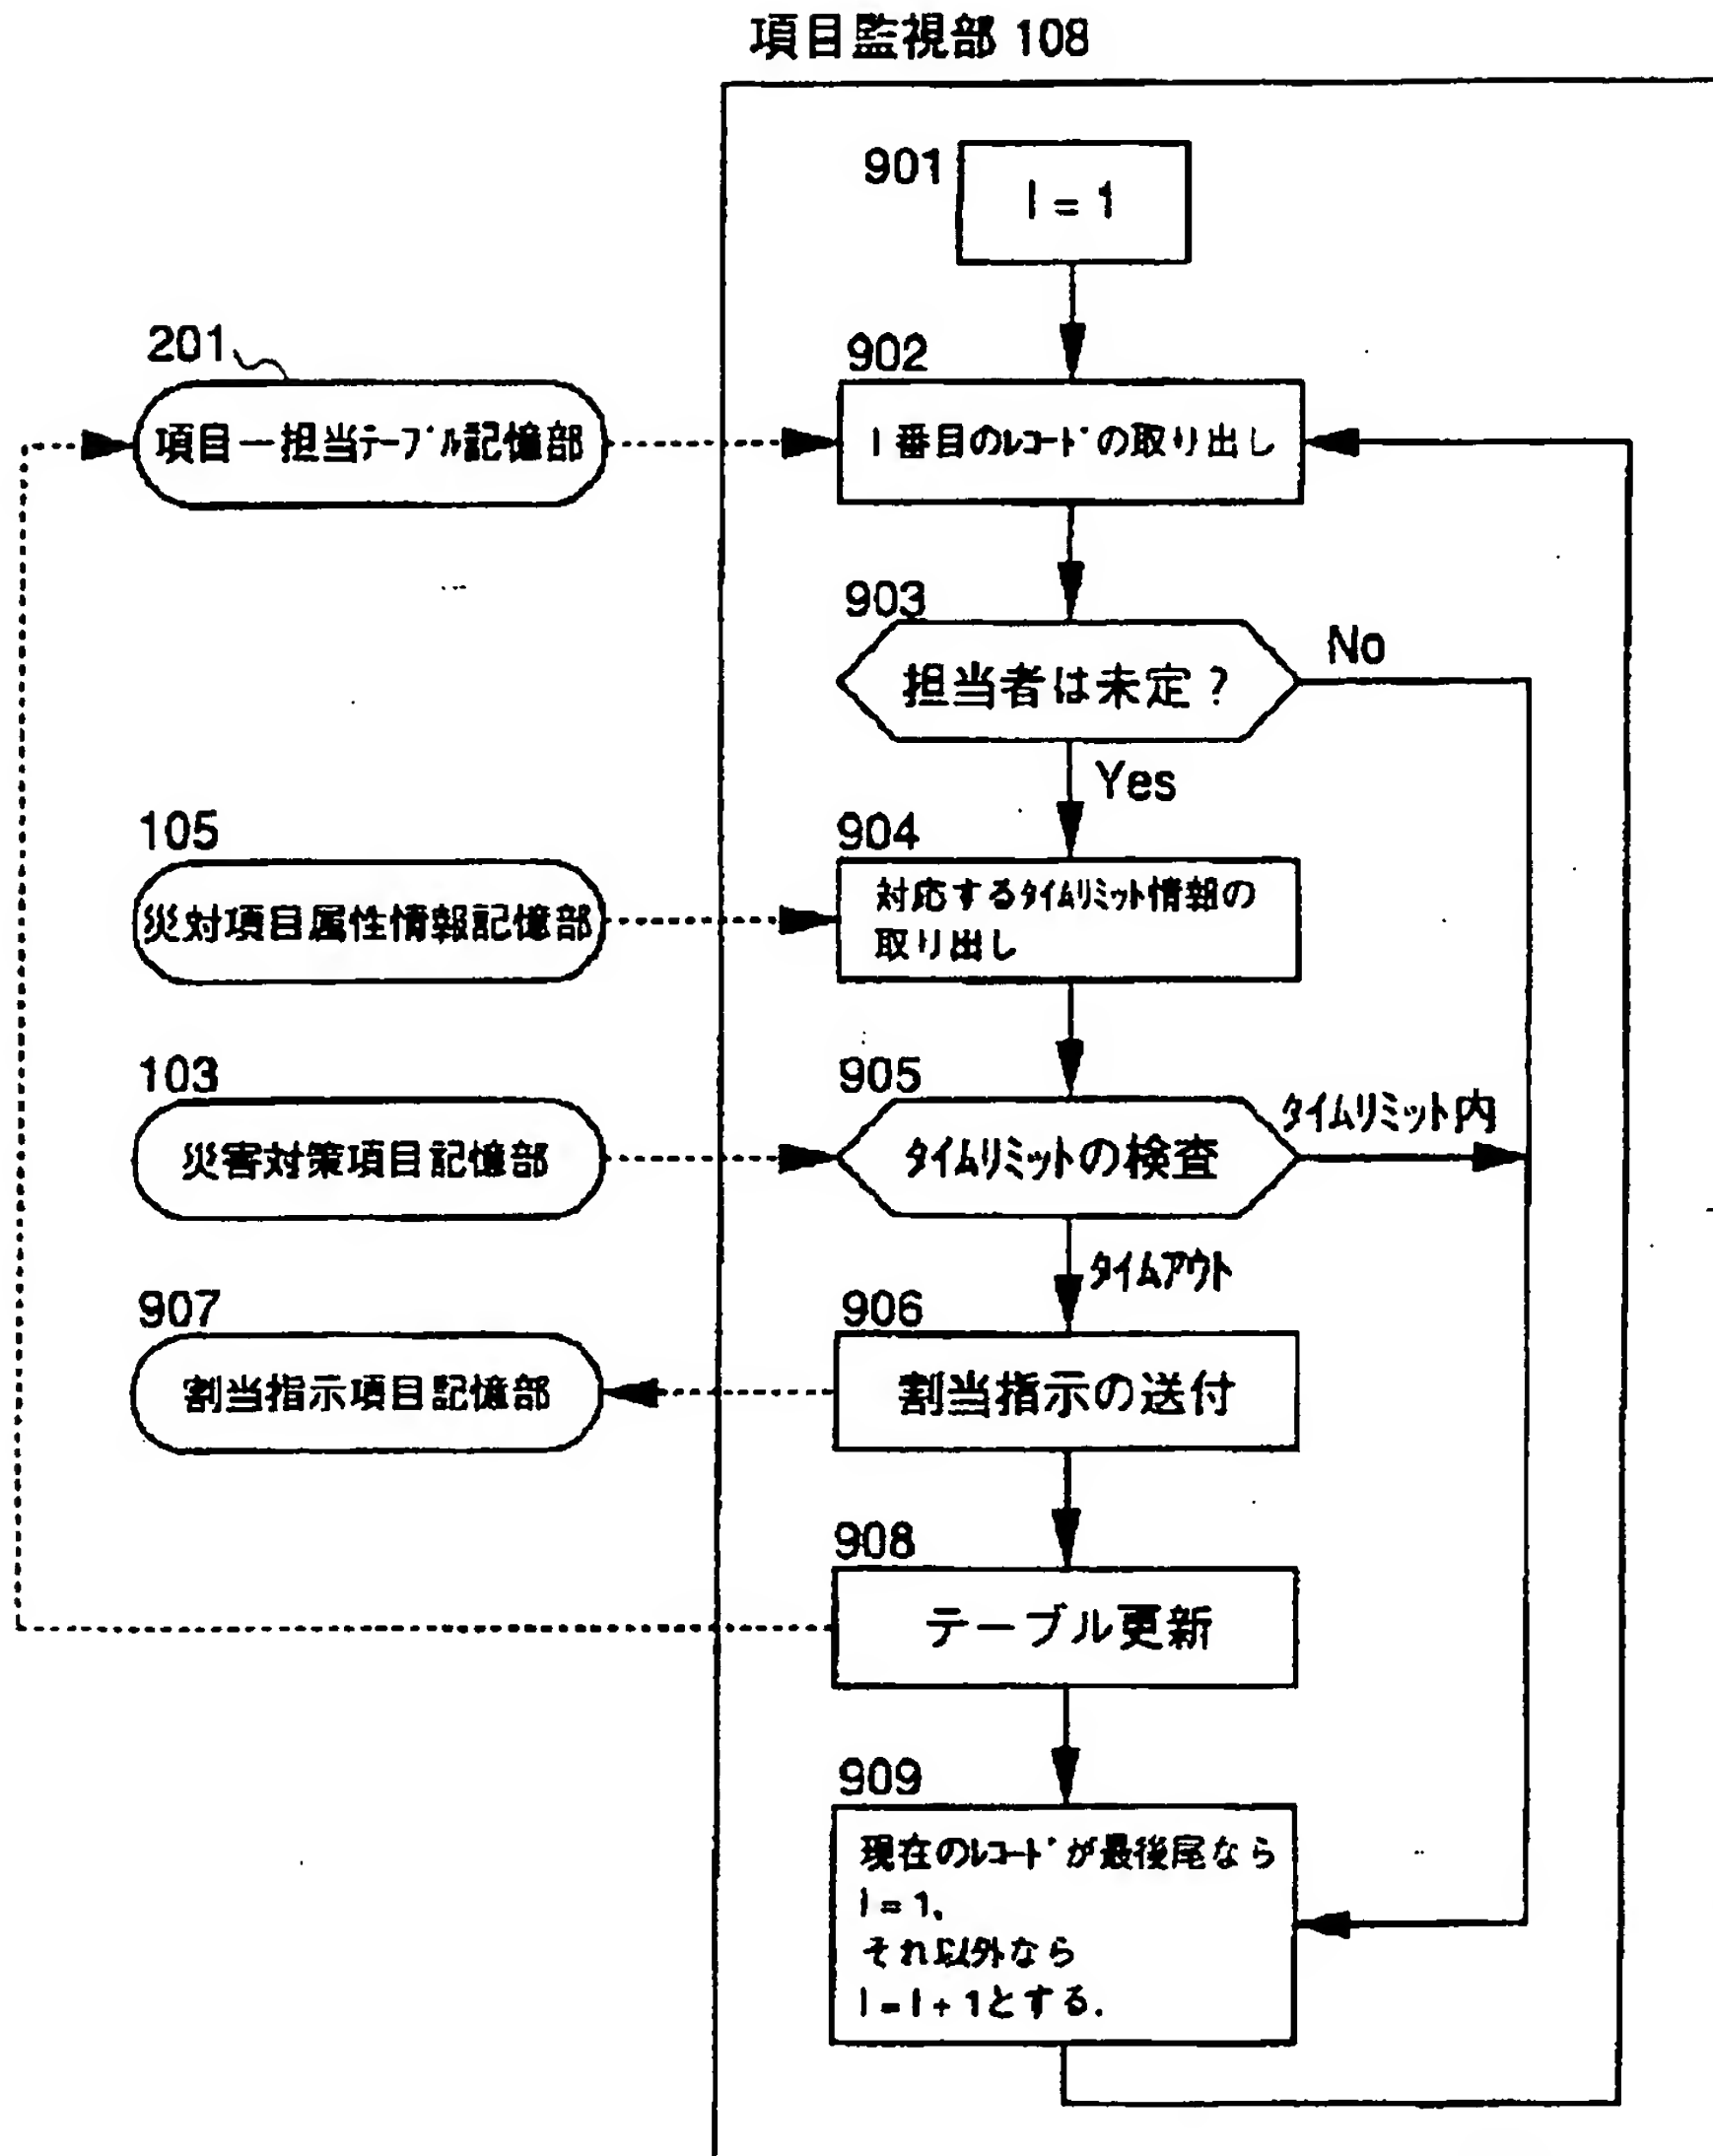 項目監視部 108
901
I = 1
201
902
項目ー担当テーブル記憶部
I 番目のレコードの取り出し
903
担当者は未定?
No
Yes
105
904
災対項目属性情報記憶部
対応するタイムリミット情報の
取り出し
103
905
災害対策項目記憶部
タイムリミットの検査
タイムリミット内
タイムアウト
907
906
割当指示項目記憶部
割当指示の送付
908
テーブル更新
909
現在のレコードが最後尾なら
I = 1,
それ以外なら
I = I + 1とする.